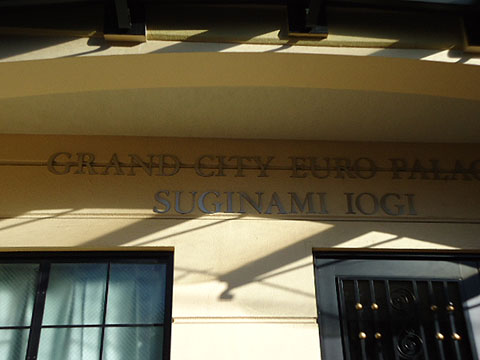 GRAND CITY EURO PALAC
SUGINAMI IOGI